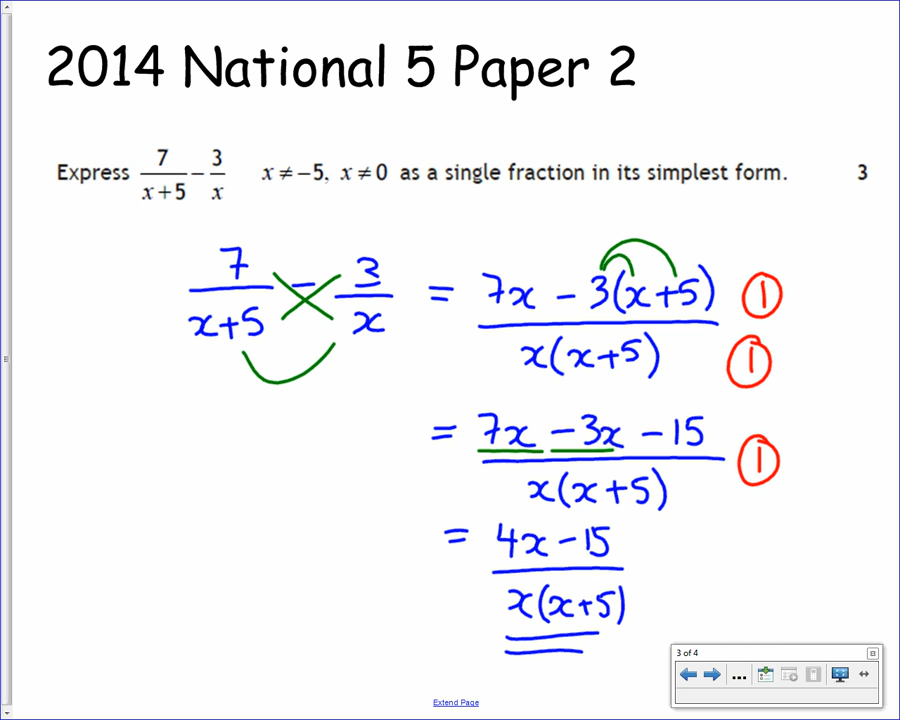 2014 National 5 Paper 2
Express 7/(x+5) − 3/x x ≠ −5, x ≠ 0 as a single fraction in its simplest form. 3
7/(x+5) − 3/x = (7x − 3(x+5))/(x(x+5)) ① ①
= (7x − 3x − 15)/(x(x+5)) ①
= (4x − 15)/(x(x+5))
3 of 4
...
Extend Page